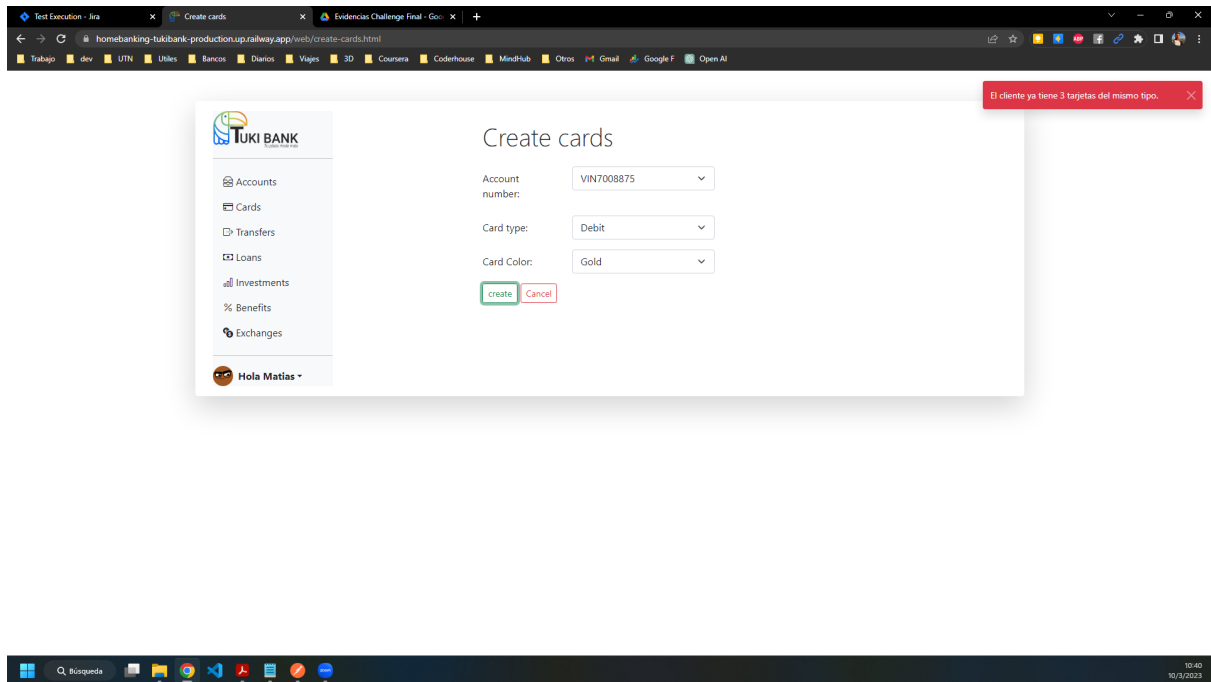 Test Execution - Jira
Create cards
Evidencias Challenge Final - Goo
homebanking-tukibank-production.up.railway.app/web/create-cards.html
Trabajo dev UTN Utiles Bancos Diarios Viajes 3D Coursera Coderhouse MindHub Otros Gmail Google F Open AI
El cliente ya tiene 3 tarjetas del mismo tipo.
TUKI BANK
Create cards
Account number:
VIN7008875
Card type:
Debit
Card Color:
Gold
create Cancel
Accounts
Cards
Transfers
Loans
Investments
Benefits
Exchanges
Hola Matias
Búsqueda
10:40
10/3/2023